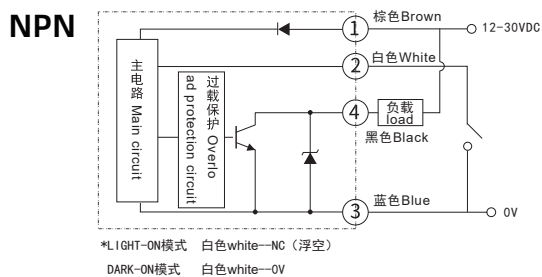 NPN
① 棕色Brown
12-30VDC
② 白色White
主电路 Main circuit
过载保护 Overlo
ad protection circuit
④ 负载
load
黑色Black
③ 蓝色Blue
0V
*LIGHT-ON模式 白色white--NC（浮空）
DARK-ON模式 白色white--0V